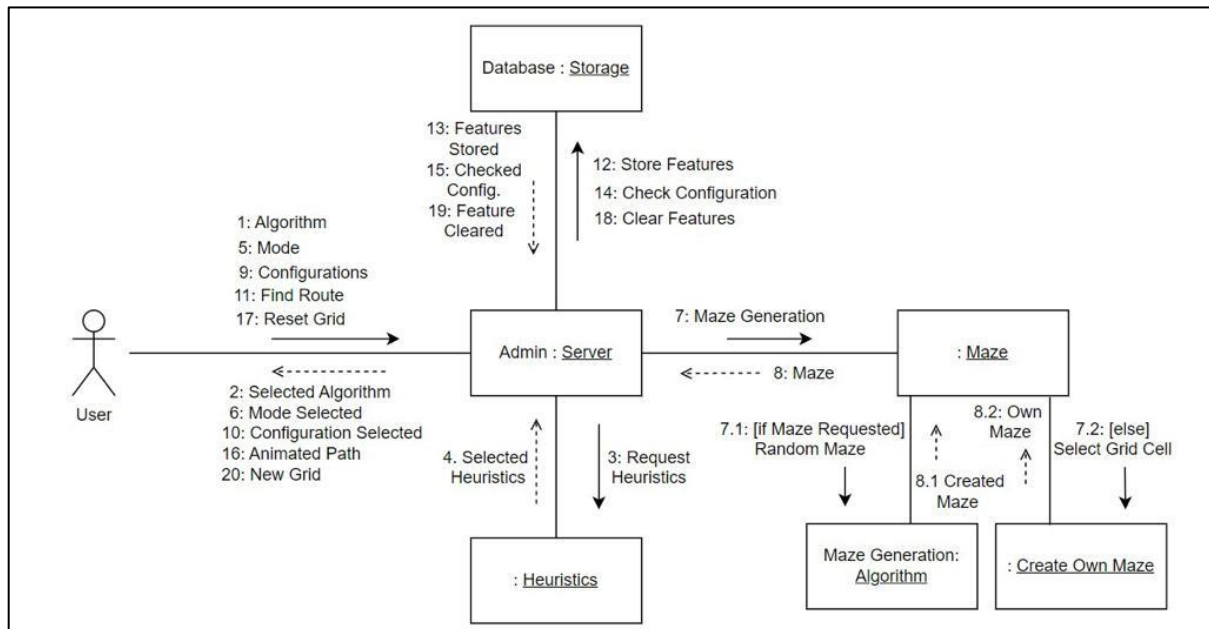 Database : Storage
13: Features
Stored
15: Checked
Config.
19: Feature
Cleared
12: Store Features
14: Check Configuration
18: Clear Features
1: Algorithm
5: Mode
9: Configurations
11: Find Route
17: Reset Grid
User
2: Selected Algorithm
6: Mode Selected
10: Configuration Selected
16: Animated Path
20: New Grid
Admin : Server
7: Maze Generation
8: Maze
: Maze
4. Selected
Heuristics
3: Request
Heuristics
: Heuristics
7.1: [if Maze Requested]
Random Maze
8.1 Created
Maze
8.2: Own
Maze
7.2: [else]
Select Grid Cell
Maze Generation:
Algorithm
: Create Own Maze